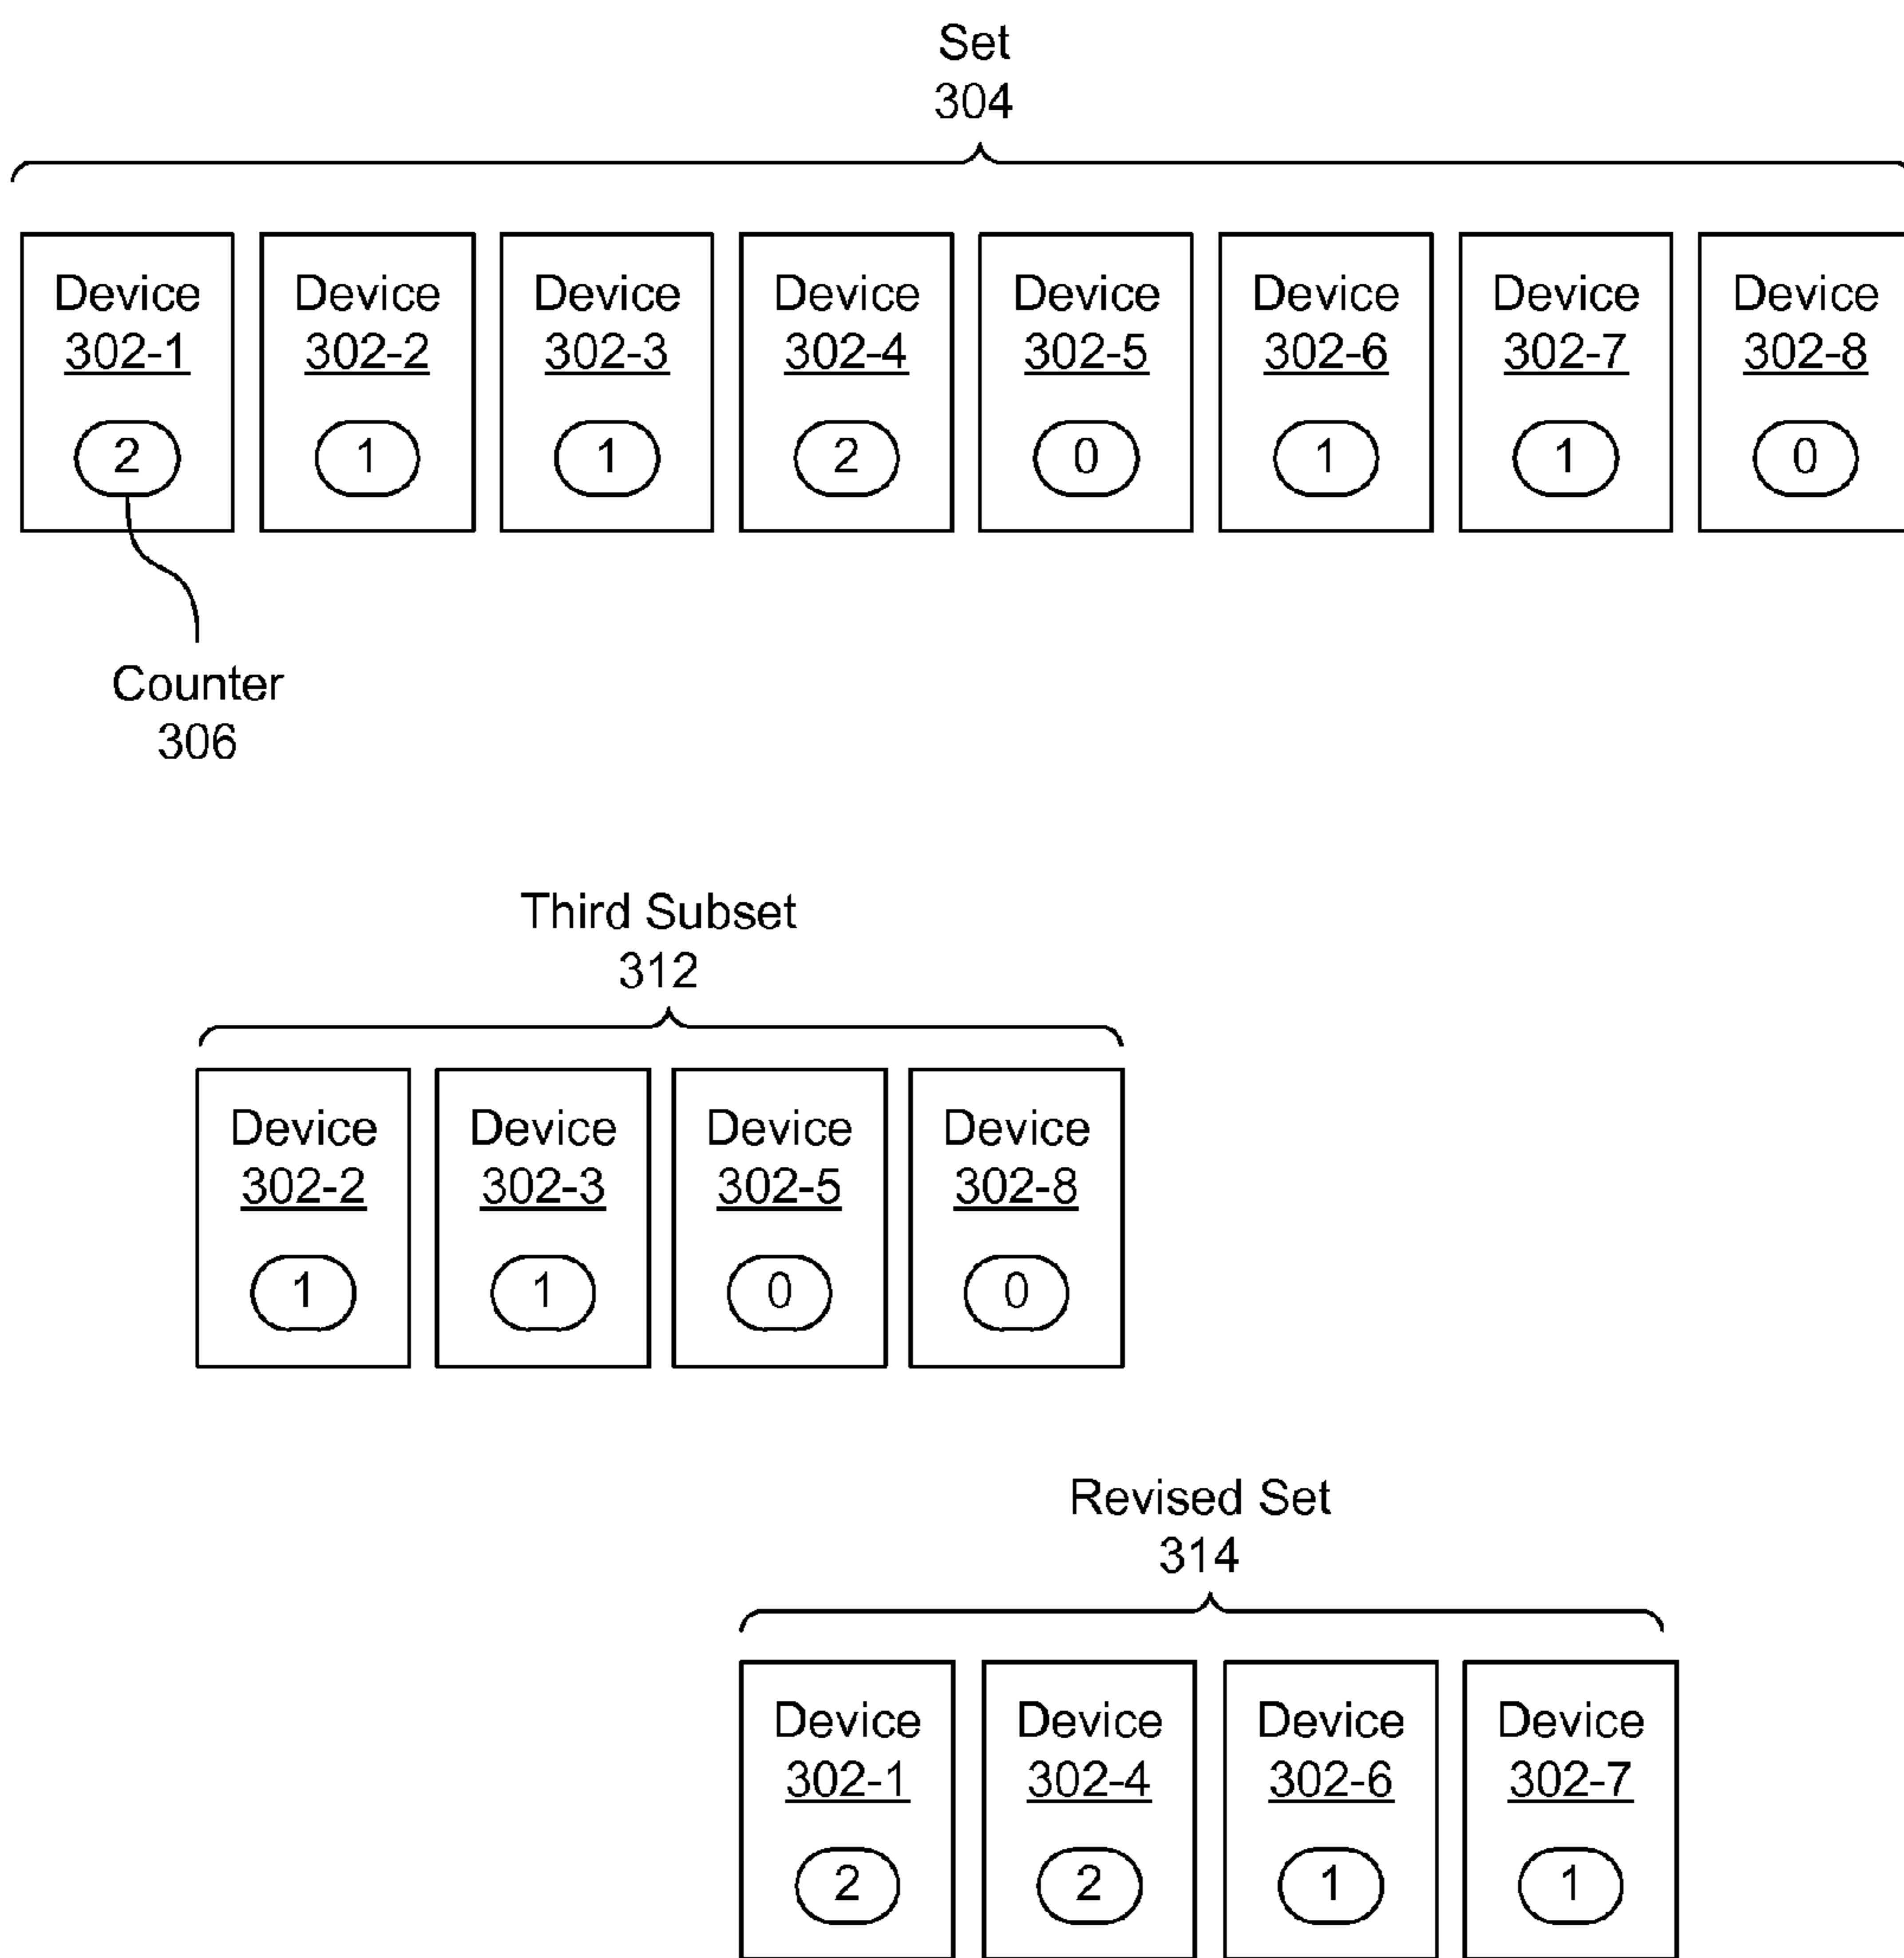 Set
304
Device
302-1
2
Device
302-2
1
Device
302-3
1
Device
302-4
2
Device
302-5
0
Device
302-6
1
Device
302-7
1
Device
302-8
0
Counter
306
Third Subset
312
Device
302-2
1
Device
302-3
1
Device
302-5
0
Device
302-8
0
Revised Set
314
Device
302-1
2
Device
302-4
2
Device
302-6
1
Device
302-7
1